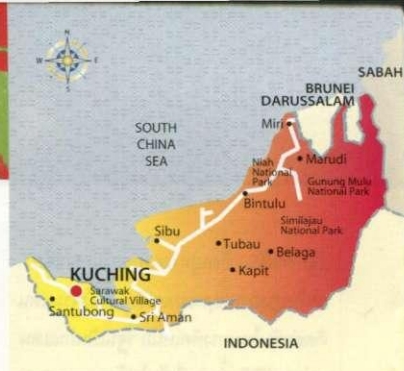 N
W
E
S
SABAH
BRUNEI
DARUSSALAM
SOUTH
CHINA
SEA
Miri
Marudi
Niah
National
Park
Gunung Mulu
National Park
Bintulu
Similajau
National Park
Sibu
Tubau
Belaga
Kapit
KUCHING
Sarawak
Cultural Village
Santubong
Sri Aman
INDONESIA